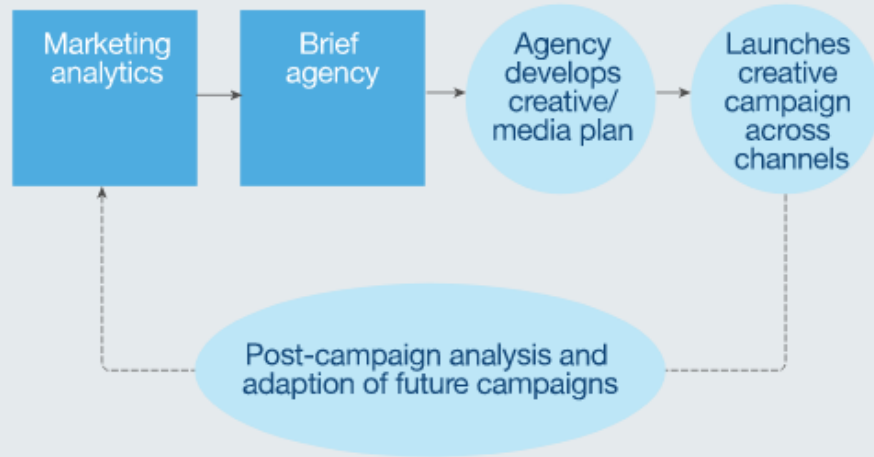 Marketing
analytics
Brief
agency
Agency
develops
creative/
media plan
Launches
creative
campaign
across
channels
Post-campaign analysis and
adaption of future campaigns